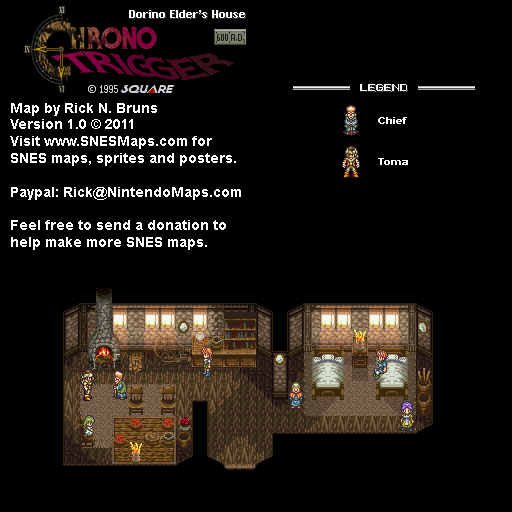 Dorino Elder's House
CHRONO
TRIGGER
600 A.D.
© 1995 SQUARE
LEGEND
Chief
Toma
Map by Rick N. Bruns
Version 1.0 © 2011
Visit www.SNESMaps.com for
SNES maps, sprites and posters.
Paypal: Rick@NintendoMaps.com
Feel free to send a donation to
help make more SNES maps.